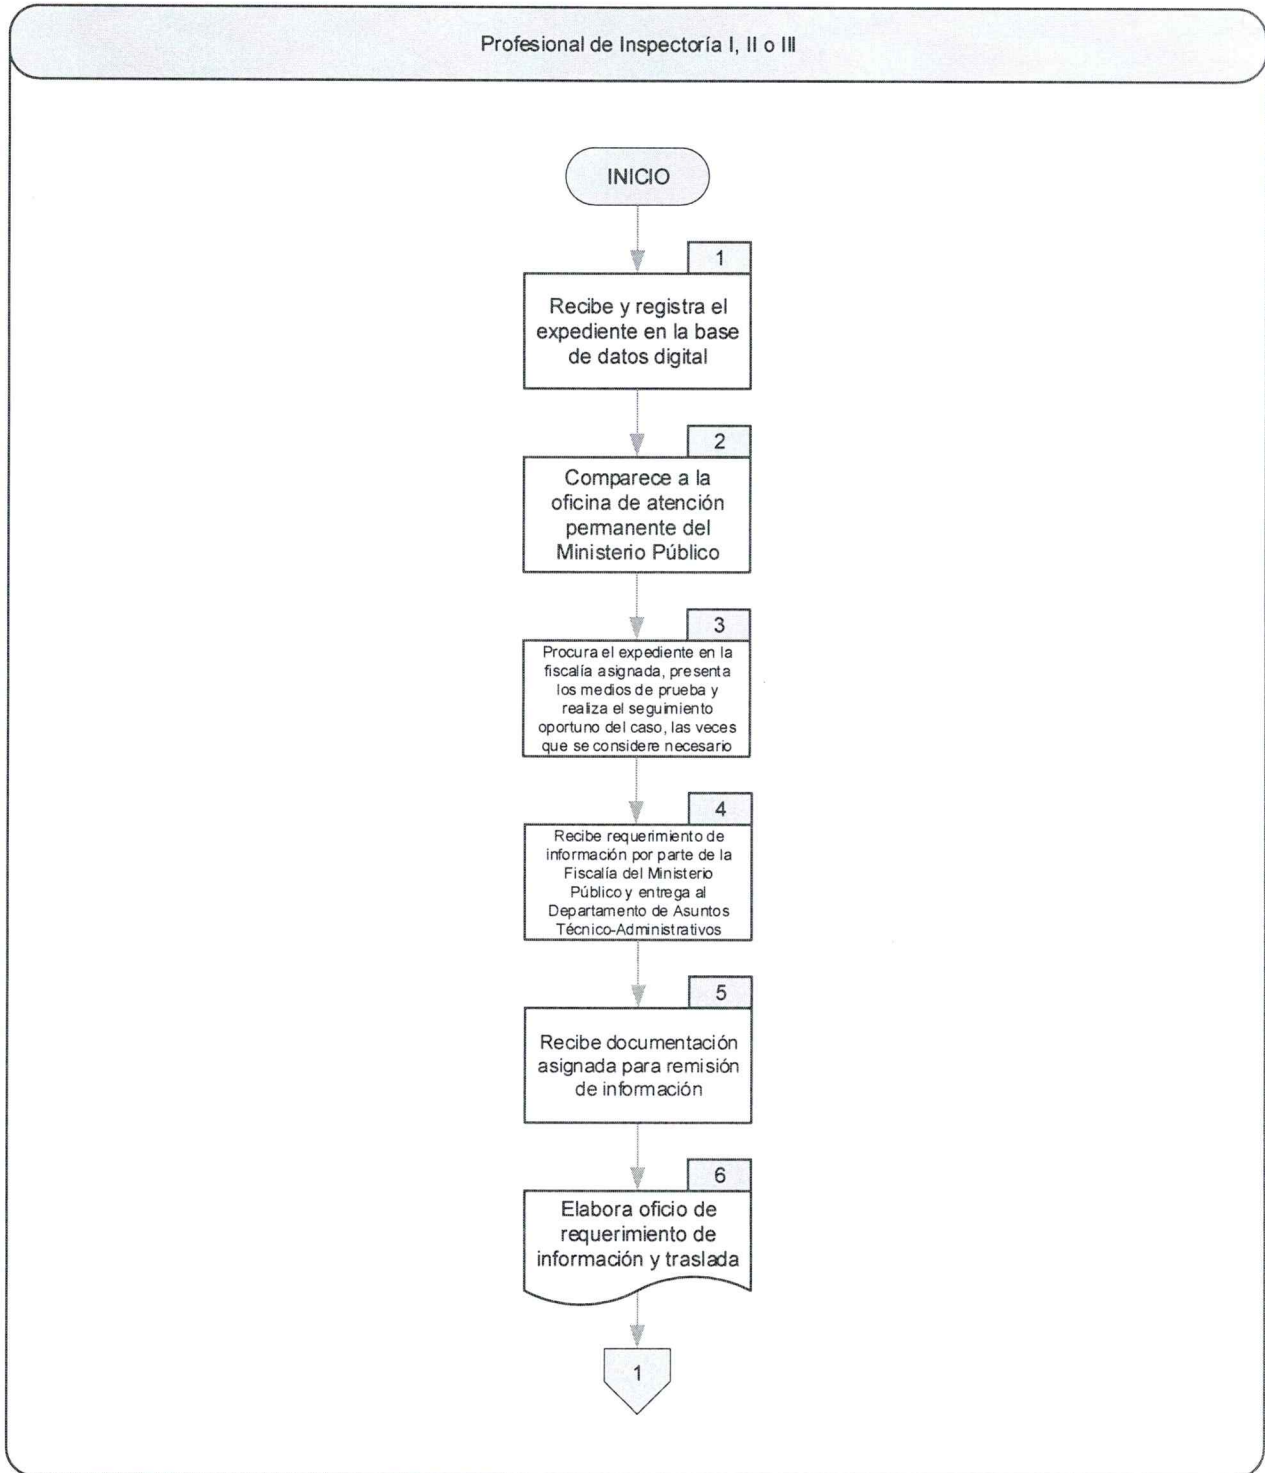 Profesional de Inspectoría I, II o III
INICIO
1
Recibe y registra el
expediente en la base
de datos digital
2
Comparece a la
oficina de atención
permanente del
Ministerio Público
3
Procura el expediente en la
fiscalía asignada, presenta
los medios de prueba y
realiza el seguimiento
oportuno del caso, las veces
que se considere necesario
4
Recibe requerimiento de
información por parte de la
Fiscalía del Ministerio
Público y entrega al
Departamento de Asuntos
Técnico-Administrativos
5
Recibe documentación
asignada para remisión
de información
6
Elabora oficio de
requerimiento de
información y traslada
1